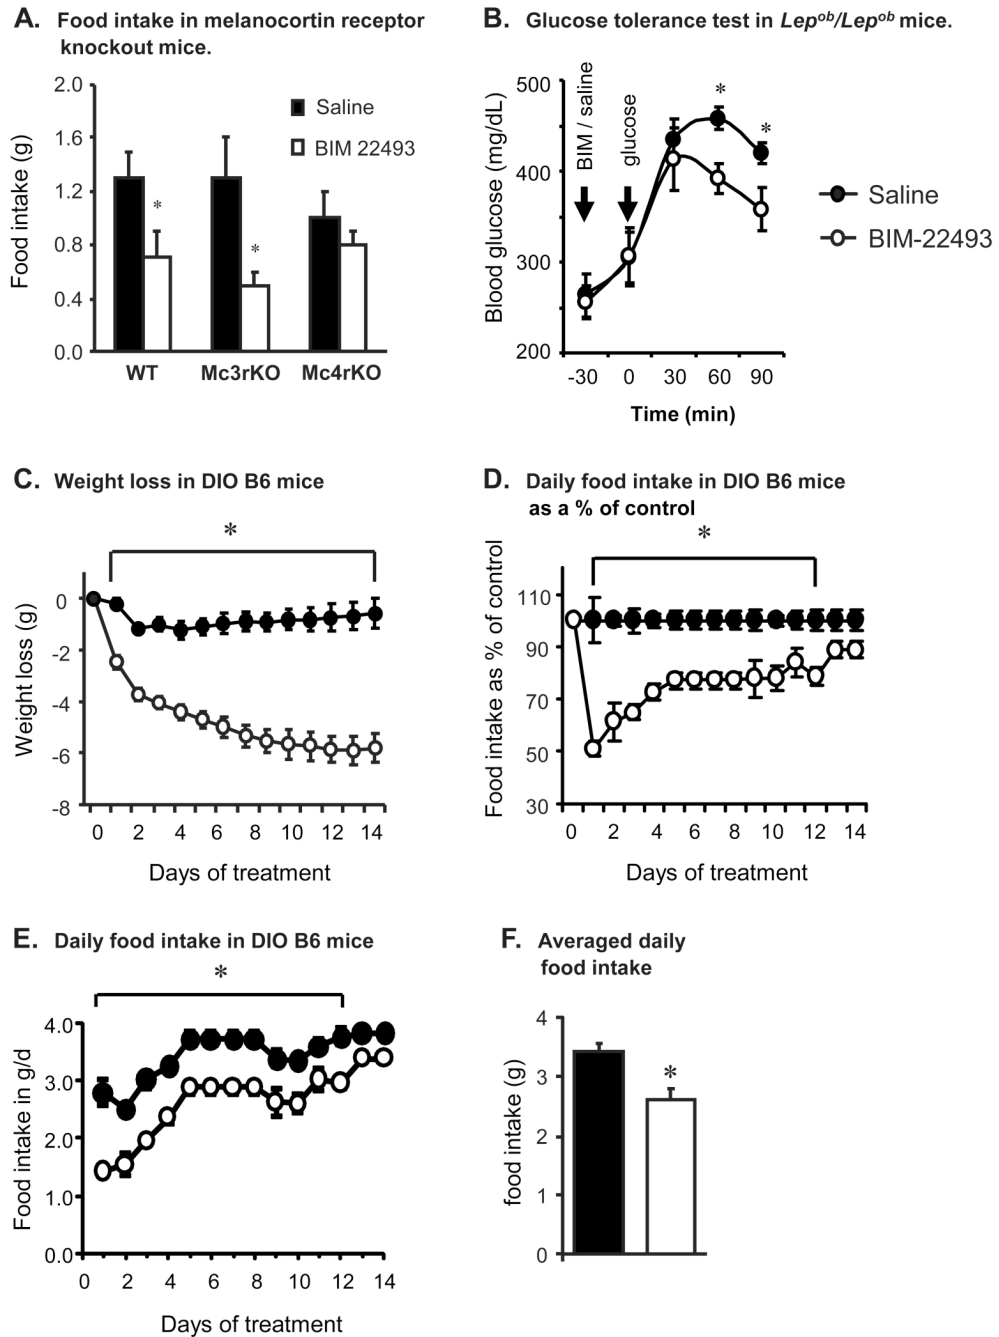 A. Food intake in melanocortin receptor
knockout mice.
Food intake (g)
2.0
1.6
1.2
0.8
0.4
0.0
Saline
BIM 22493
*
*
WT
Mc3rKO
Mc4rKO
B. Glucose tolerance test in Lepob/Lepob mice.
Blood glucose (mg/dL)
500
400
300
200
BIM / saline
glucose
*
*
Saline
BIM-22493
-30
0
30
60
90
Time (min)
C. Weight loss in DIO B6 mice
*
Weight loss (g)
0
-2
-4
-6
-8
0
2
4
6
8
10
12
14
Days of treatment
D. Daily food intake in DIO B6 mice
as a % of control
*
Food intake as % of control
110
90
70
50
30
0
2
4
6
8
10
12
14
Days of treatment
E. Daily food intake in DIO B6 mice
*
Food intake in g/d
4.0
3.0
2.0
1.0
0.0
0
2
4
6
8
10
12
14
Days of treatment
F. Averaged daily
food intake
food intake (g)
4
3
2
1
0
*